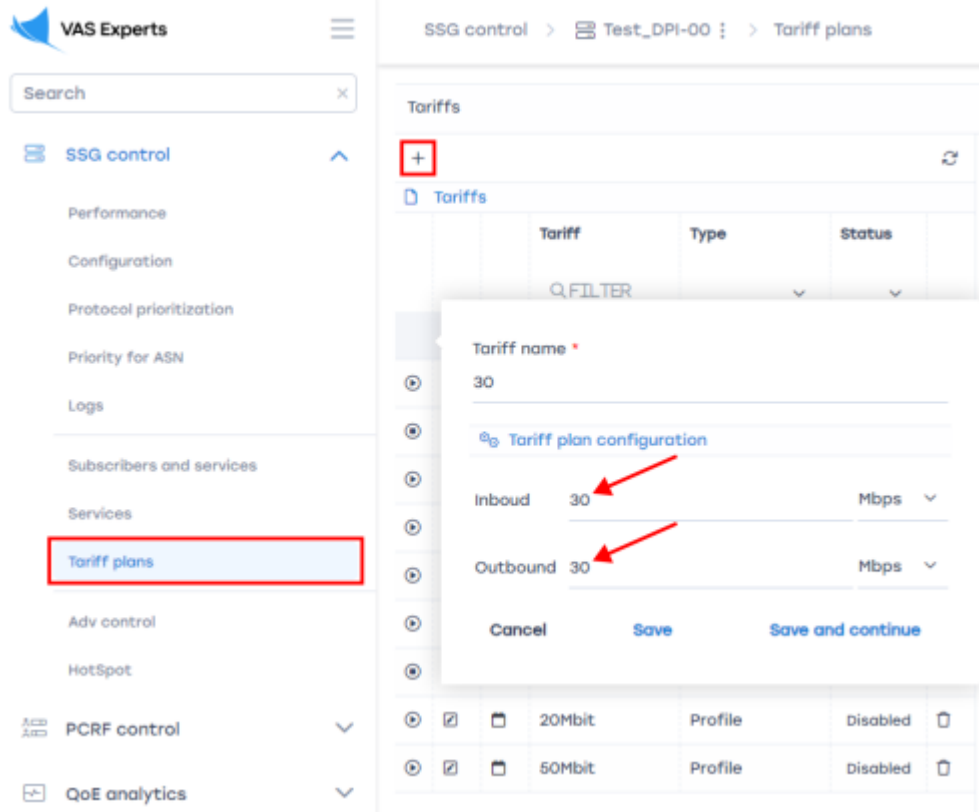 VAS Experts
SSG control > Test_DPI-00 > Tariff plans
Search
SSG control
Performance
Configuration
Protocol prioritization
Priority for ASN
Logs
Subscribers and services
Services
Tariff plans
Adv control
HotSpot
PCRF control
QoE analytics
Tariffs
Tariffs
Tariff Type Status
FILTER
Tariff name *
30
Tariff plan configuration
Inboud 30 Mbps
Outbound 30 Mbps
Cancel Save Save and continue
20Mbit Profile Disabled
50Mbit Profile Disabled